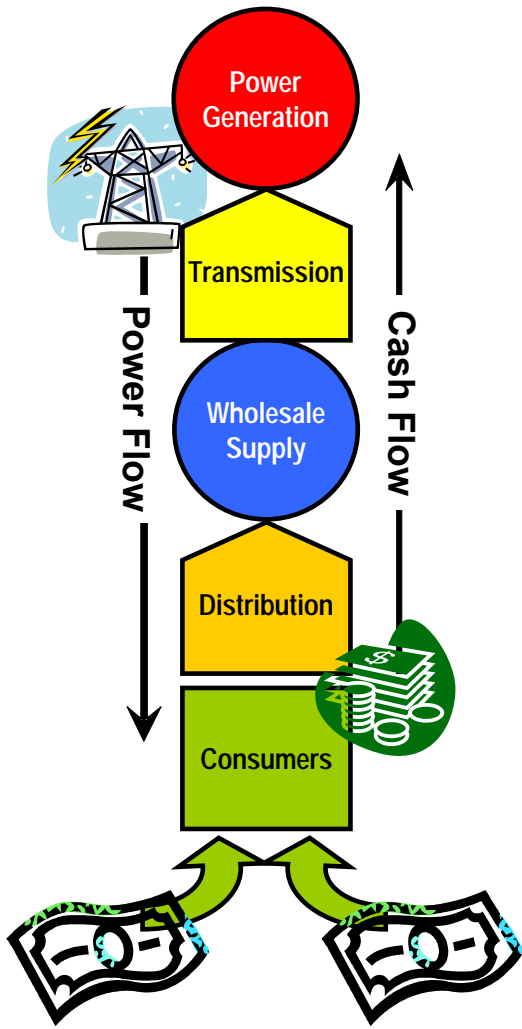 Power
Generation
Transmission
Power Flow
Cash Flow
Wholesale
Supply
Distribution
$
Consumers